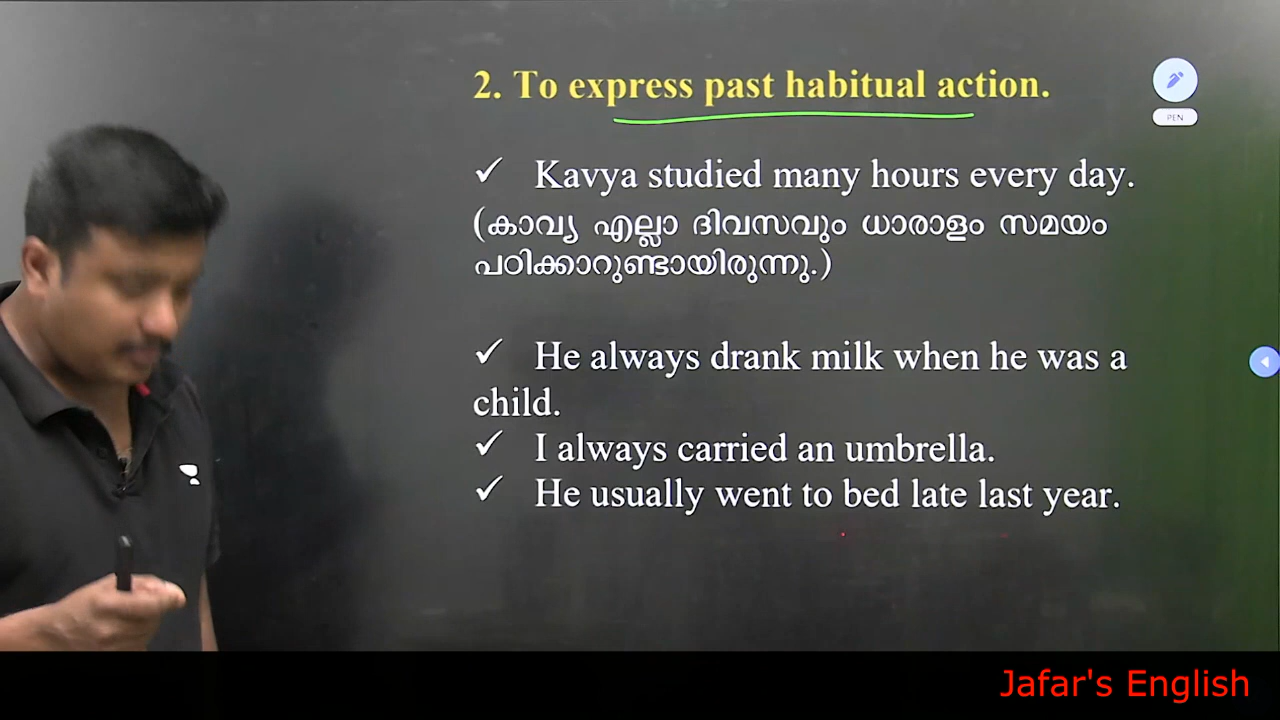 2. To express past habitual action.
PEN
✓ Kavya studied many hours every day.
(കാവ്യ എല്ലാ ദിവസവും ധാരാളം സമയം
പഠിക്കാറുണ്ടായിരുന്നു.)
✓ He always drank milk when he was a
child.
✓ I always carried an umbrella.
✓ He usually went to bed late last year.
Jafar's English